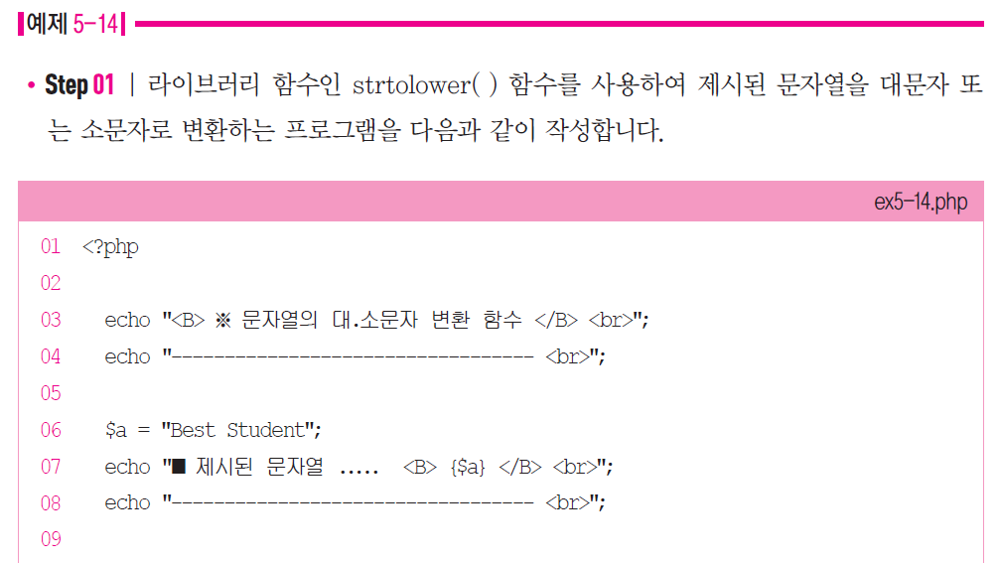 예제 5-14
• Step 01 | 라이브러리 함수인 strtolower( ) 함수를 사용하여 제시된 문자열을 대문자 또
는 소문자로 변환하는 프로그램을 다음과 같이 작성합니다.
ex5-14.php
01 <?php
02
03 echo "<B> ※ 문자열의 대.소문자 변환 함수 </B> <br>";
04 echo "---------------------------------- <br>";
05
06 $a = "Best Student";
07 echo "■ 제시된 문자열 ..... <B> {$a} </B> <br>";
08 echo "---------------------------------- <br>";
09